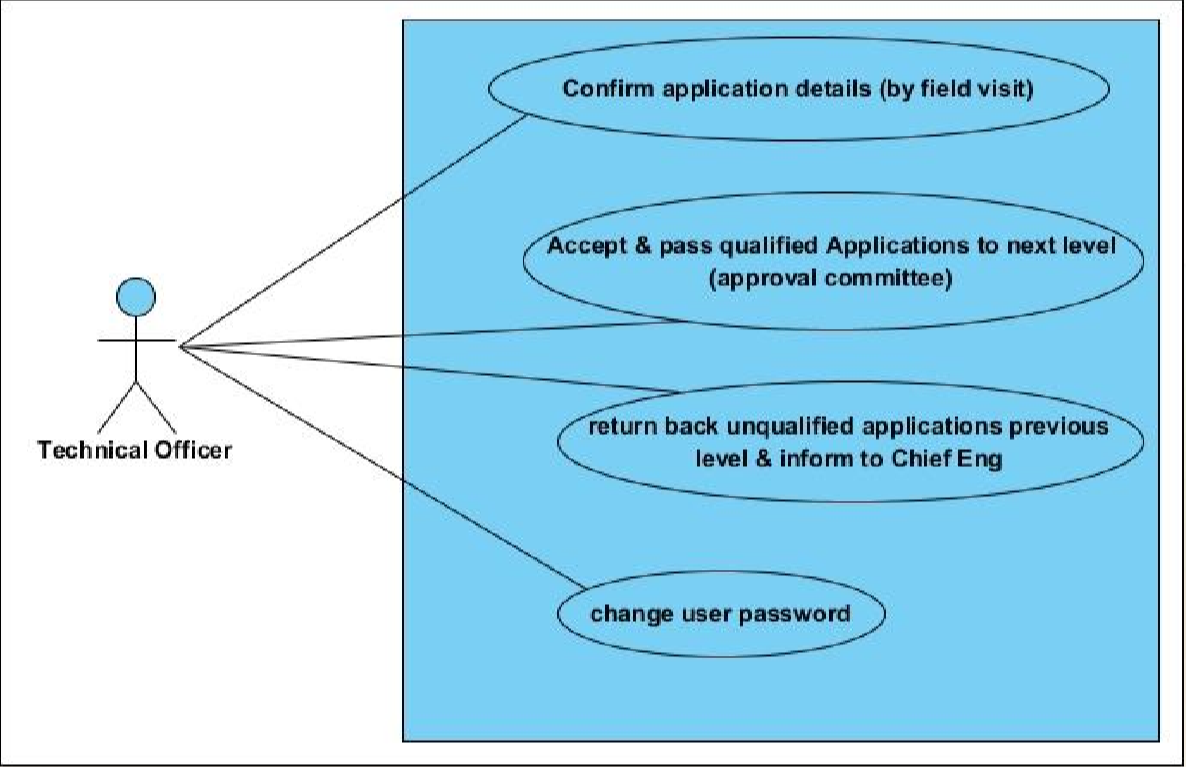 Confirm application details (by field visit)
Accept & pass qualified Applications to next level
(approval committee)
return back unqualified applications previous
level & inform to Chief Eng
Technical Officer
change user password